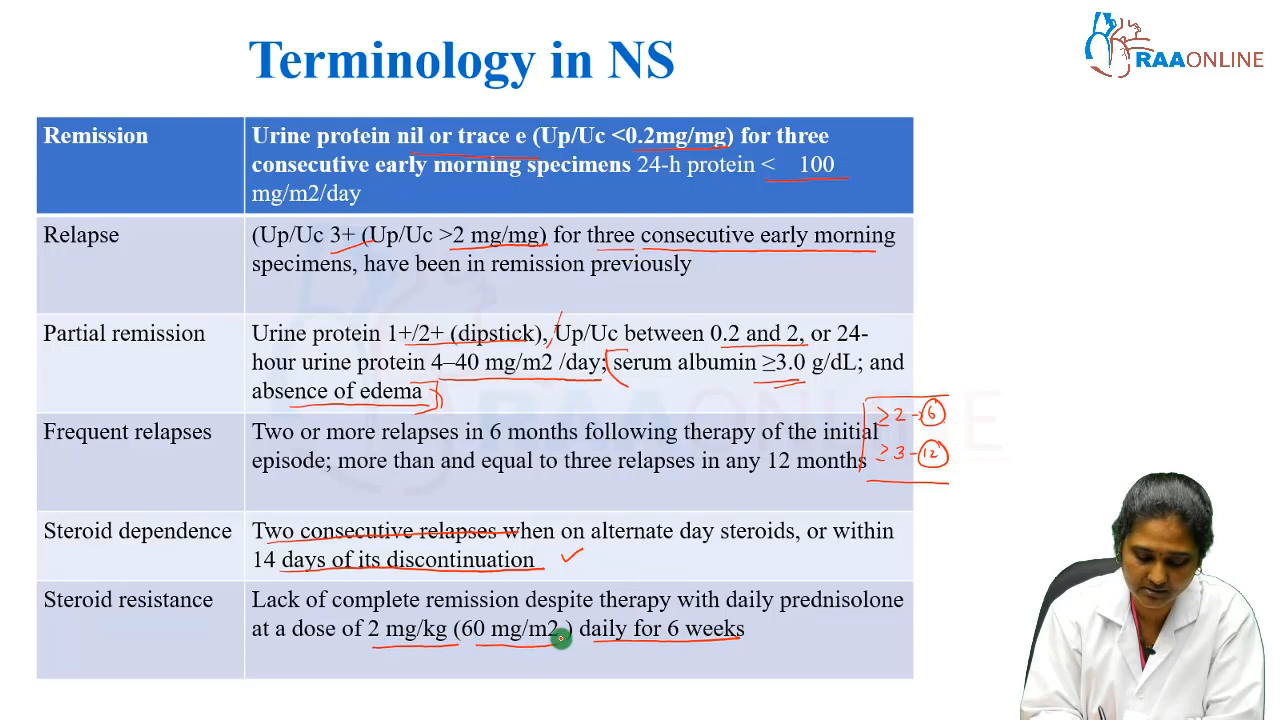 Terminology in NS
RAAONLINE
Remission
Urine protein nil or trace e (Up/Uc <0.2mg/mg) for three
consecutive early morning specimens 24-h protein < 100
mg/m2/day
Relapse
(Up/Uc 3+ (Up/Uc >2 mg/mg) for three consecutive early morning
specimens, have been in remission previously
Partial remission
Urine protein 1+/2+ (dipstick), Up/Uc between 0.2 and 2, or 24-
hour urine protein 4–40 mg/m2 /day; serum albumin ≥3.0 g/dL; and
absence of edema
Frequent relapses
Two or more relapses in 6 months following therapy of the initial
episode; more than and equal to three relapses in any 12 months
≥ 2 - 6
≥ 3 - 12
Steroid dependence
Two consecutive relapses when on alternate day steroids, or within
14 days of its discontinuation
Steroid resistance
Lack of complete remission despite therapy with daily prednisolone
at a dose of 2 mg/kg (60 mg/m2 ) daily for 6 weeks
RAAONLINE